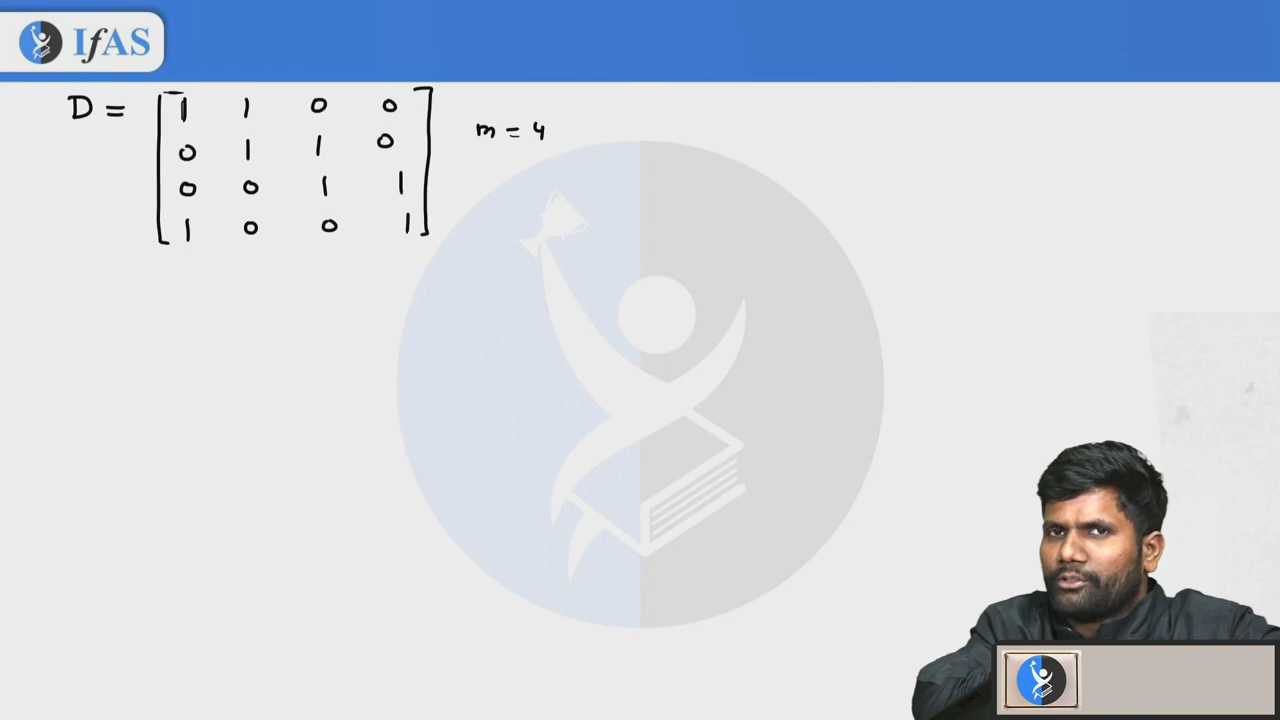 IfAS
D = [ 1 1 0 0
0 1 1 0
0 0 1 1
1 0 0 1 ]
m = 4